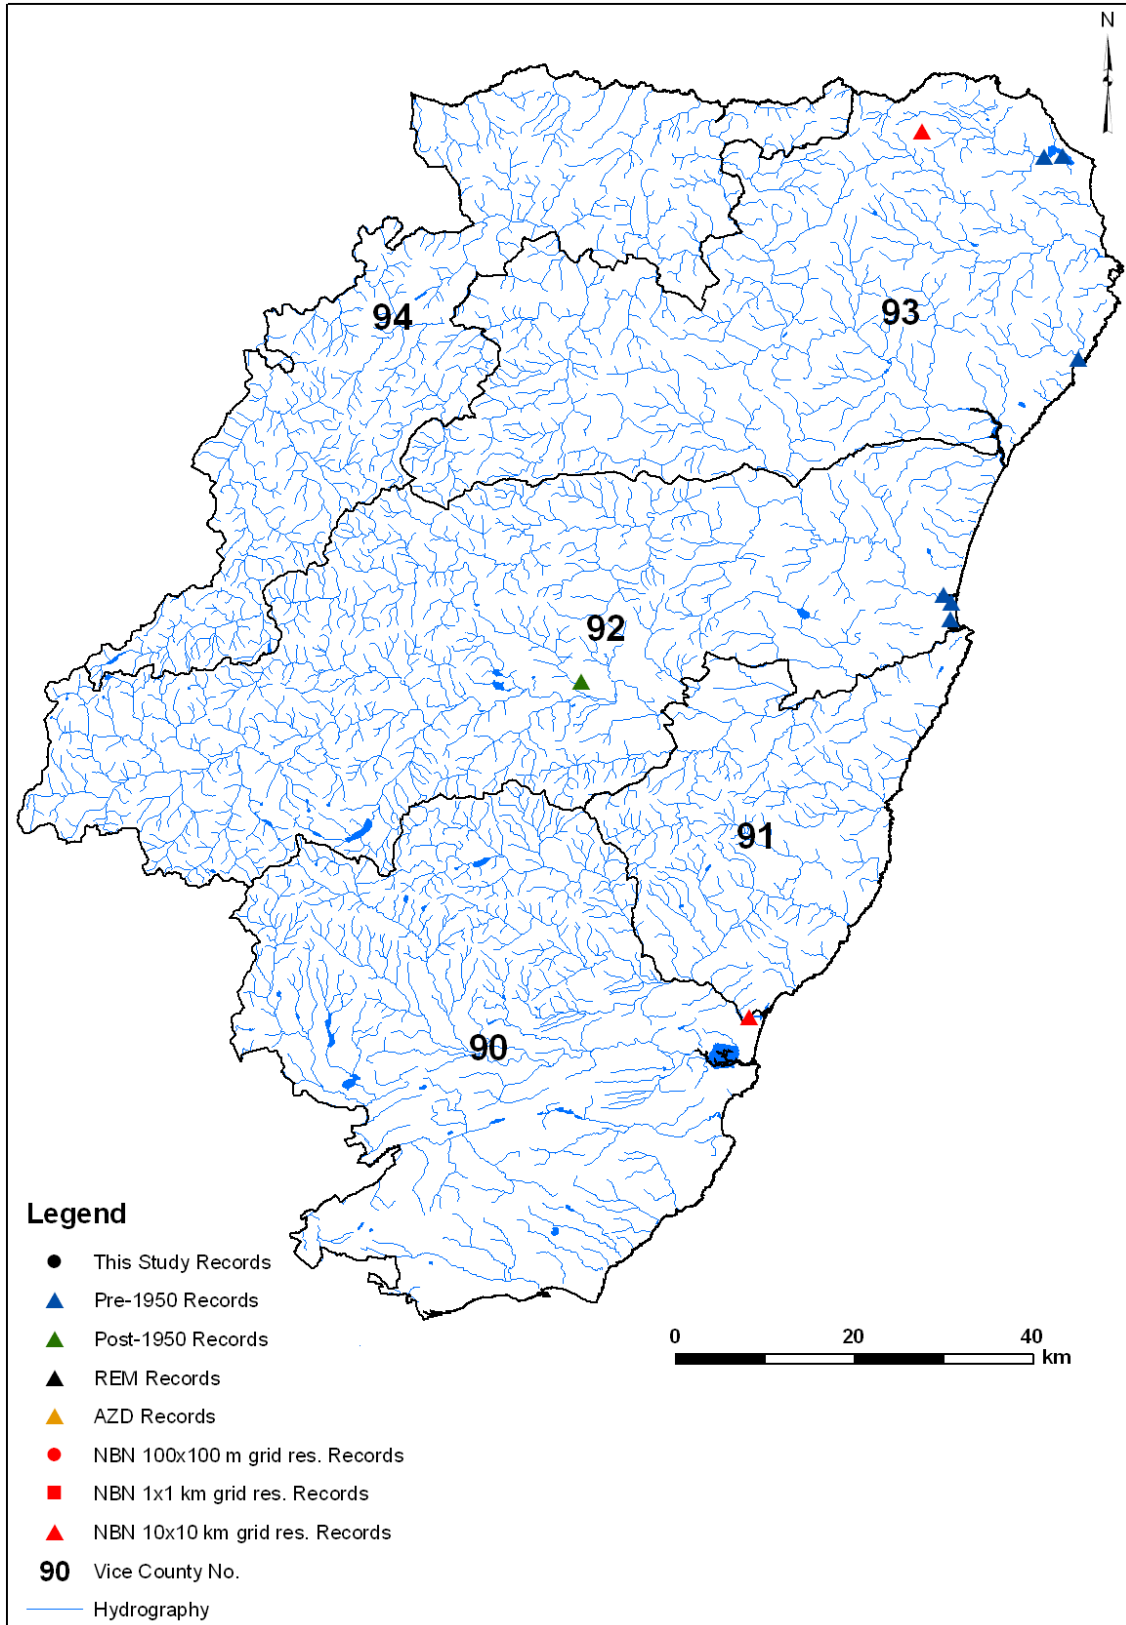 N
94
93
92
91
90
Legend
This Study Records
Pre-1950 Records
Post-1950 Records
REM Records
AZD Records
NBN 100x100 m grid res. Records
NBN 1x1 km grid res. Records
NBN 10x10 km grid res. Records
90 Vice County No.
Hydrography
0 20 40
km